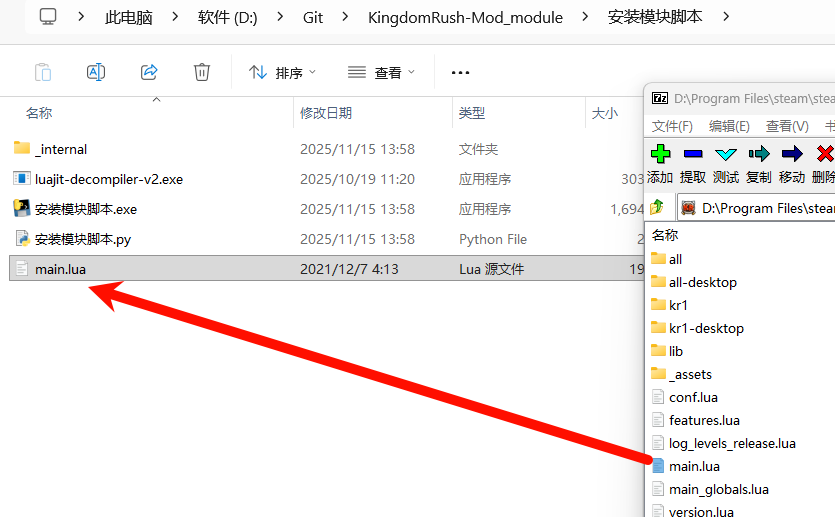 此电脑 > 软件 (D:) > Git > KingdomRush-Mod_module > 安装模块脚本 >
排序 查看
名称 修改日期 类型 大小
_internal 2025/11/15 13:58 文件夹
luajit-decompiler-v2.exe 2025/10/19 11:20 应用程序 303
安装模块脚本.exe 2025/11/15 13:58 应用程序 1,694
安装模块脚本.py 2025/11/15 13:58 Python File 2
main.lua 2021/12/7 4:13 Lua 源文件 19
7z D:\Program Files\steam\stea
文件(F) 编辑(E) 查看(V) 书
添加 提取 测试 复制 移动 删除
D:\Program Files\steam
名称
all
all-desktop
kr1
kr1-desktop
lib
_assets
conf.lua
features.lua
log_levels_release.lua
main.lua
main_globals.lua
version.lua